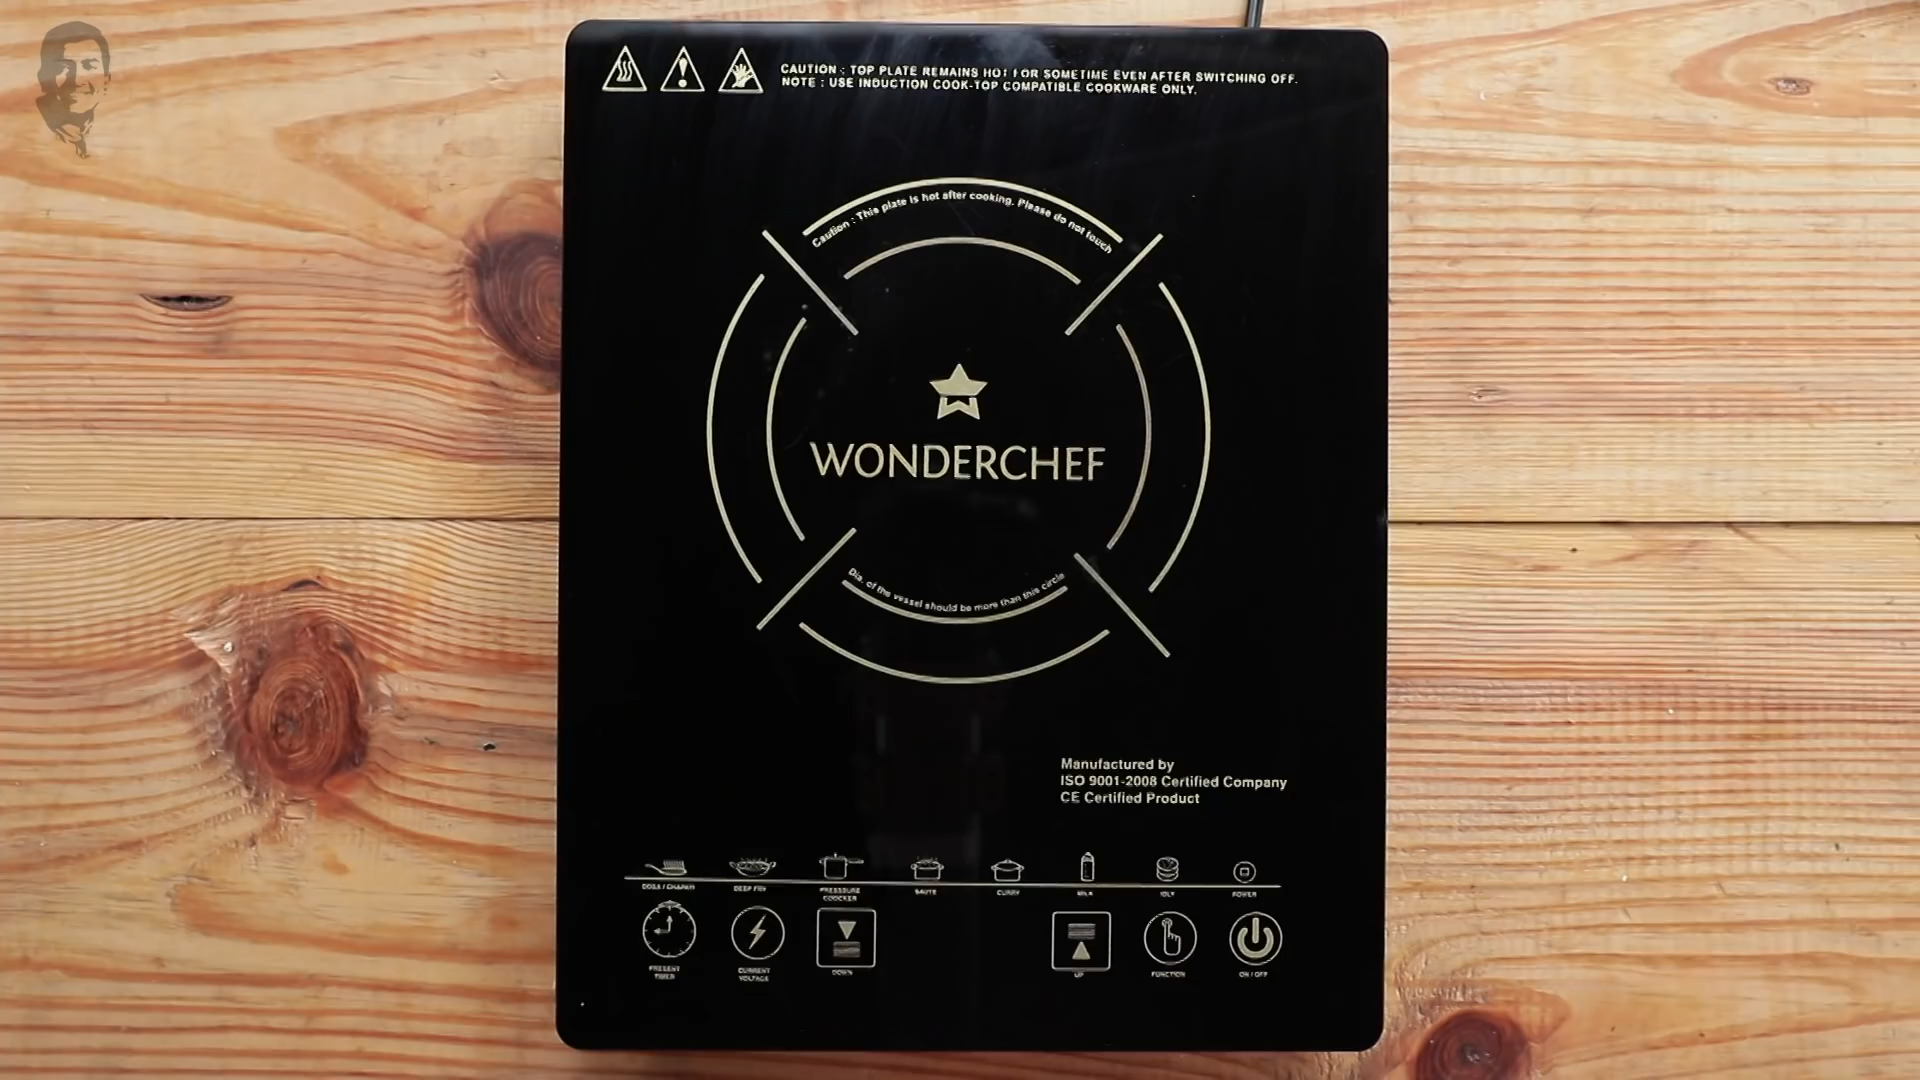 CAUTION : TOP PLATE REMAINS HOT FOR SOMETIME EVEN AFTER SWITCHING OFF.
NOTE : USE INDUCTION COOK-TOP COMPATIBLE COOKWARE ONLY.
Caution : This plate is hot after cooking. Please do not touch
WONDERCHEF
Dia. of the vessel should be more than this circle
Manufactured by
ISO 9001-2008 Certified Company
CE Certified Product
DOSA / CHAPATI DEEP FRY PRESSSURE COOCKER SAUTE CURRY MILK IDLY POWER
PRESENT TIMER CURRENT VOLTAGE DOWN UP FUNCTION ON / OFF